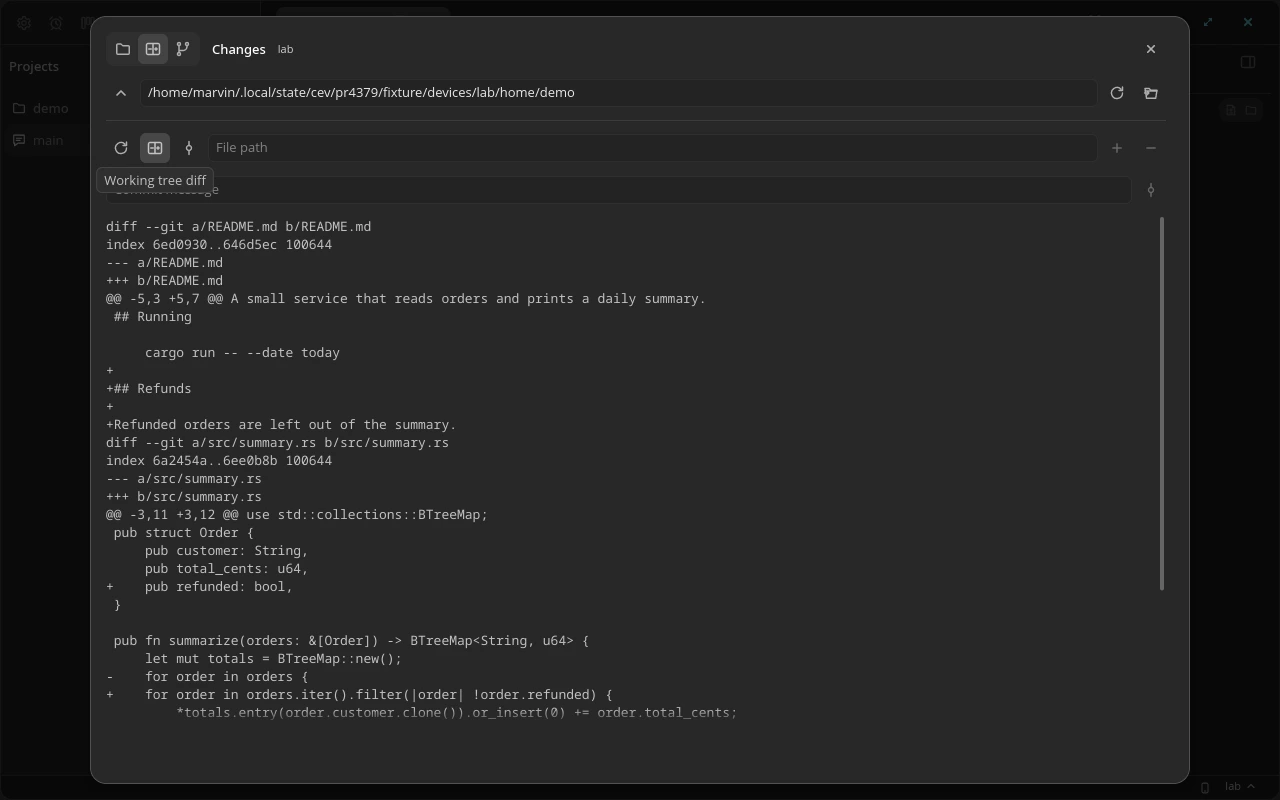 Changes lab
Projects
/home/marvin/.local/state/cev/pr4379/fixture/devices/lab/home/demo
demo
main
File path
Working tree diff
diff --git a/README.md b/README.md
index 6ed0930..646d5ec 100644
--- a/README.md
+++ b/README.md
@@ -5,3 +5,7 @@ A small service that reads orders and prints a daily summary.
 ## Running
     cargo run -- --date today
+
+## Refunds
+
+Refunded orders are left out of the summary.
diff --git a/src/summary.rs b/src/summary.rs
index 6a2454a..6ee0b8b 100644
--- a/src/summary.rs
+++ b/src/summary.rs
@@ -3,11 +3,12 @@ use std::collections::BTreeMap;
 pub struct Order {
     pub customer: String,
     pub total_cents: u64,
+    pub refunded: bool,
 }
 pub fn summarize(orders: &[Order]) -> BTreeMap<String, u64> {
     let mut totals = BTreeMap::new();
-    for order in orders {
+    for order in orders.iter().filter(|order| !order.refunded) {
         *totals.entry(order.customer.clone()).or_insert(0) += order.total_cents;
lab